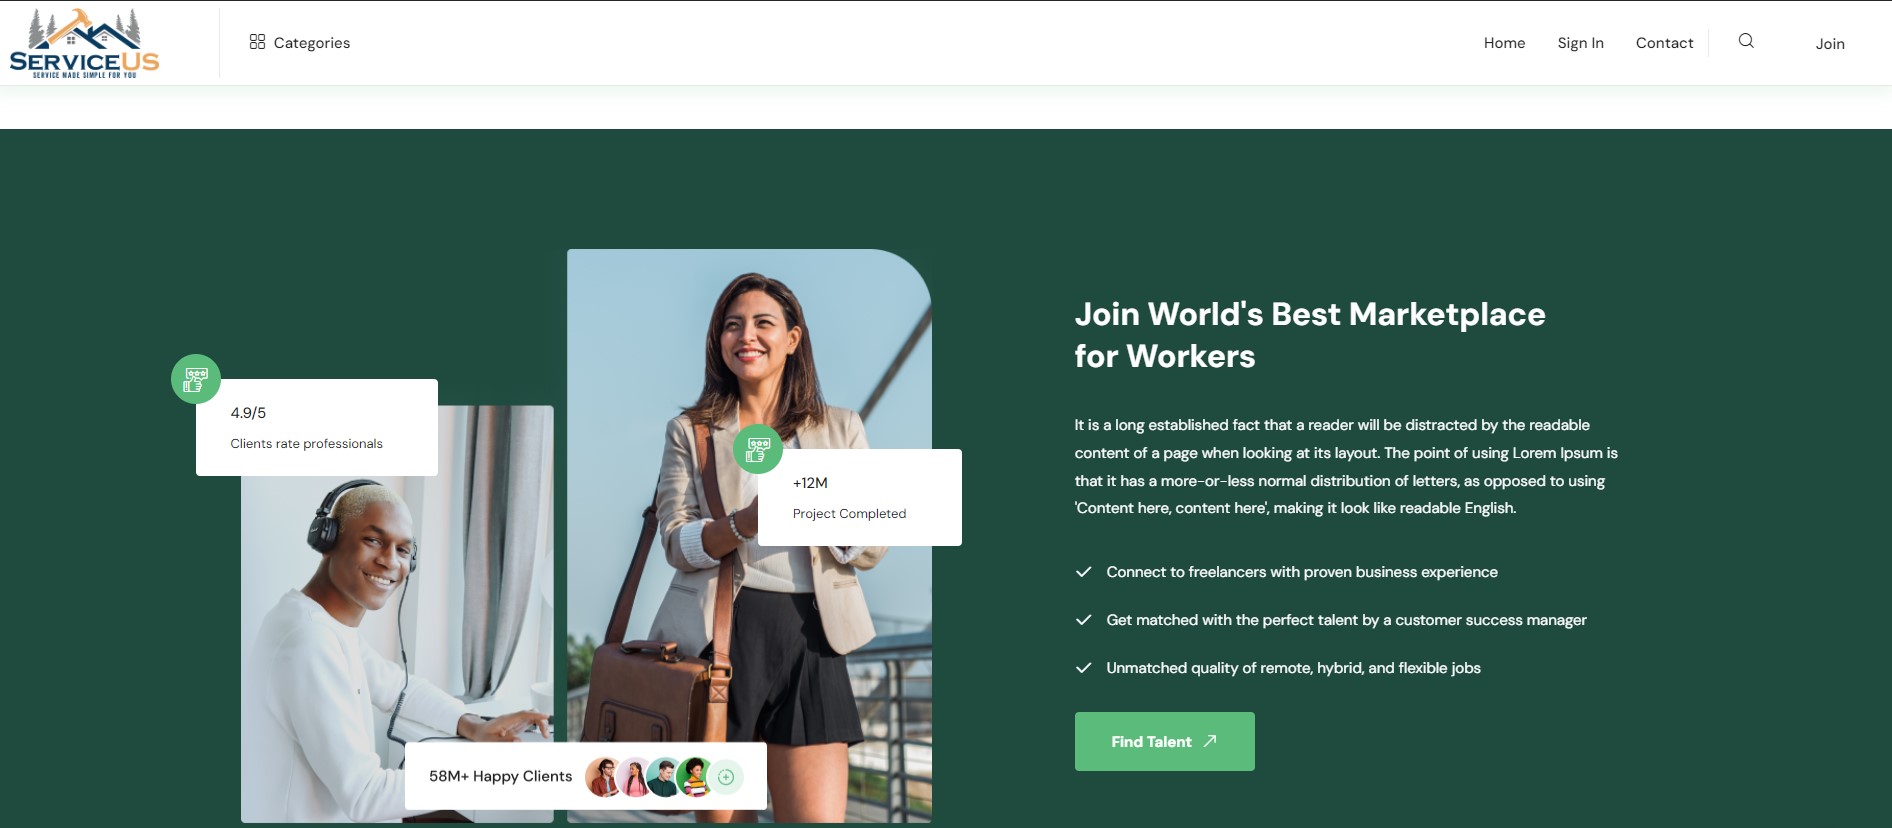 SERVICEUS
SERVICE MADE SIMPLE FOR YOU
Categories
Home
Sign In
Contact
Join
4.9/5
Clients rate professionals
+12M
Project Completed
58M+ Happy Clients
Join World's Best Marketplace
for Workers
It is a long established fact that a reader will be distracted by the readable
content of a page when looking at its layout. The point of using Lorem Ipsum is
that it has a more-or-less normal distribution of letters, as opposed to using
'Content here, content here', making it look like readable English.
Connect to freelancers with proven business experience
Get matched with the perfect talent by a customer success manager
Unmatched quality of remote, hybrid, and flexible jobs
Find Talent